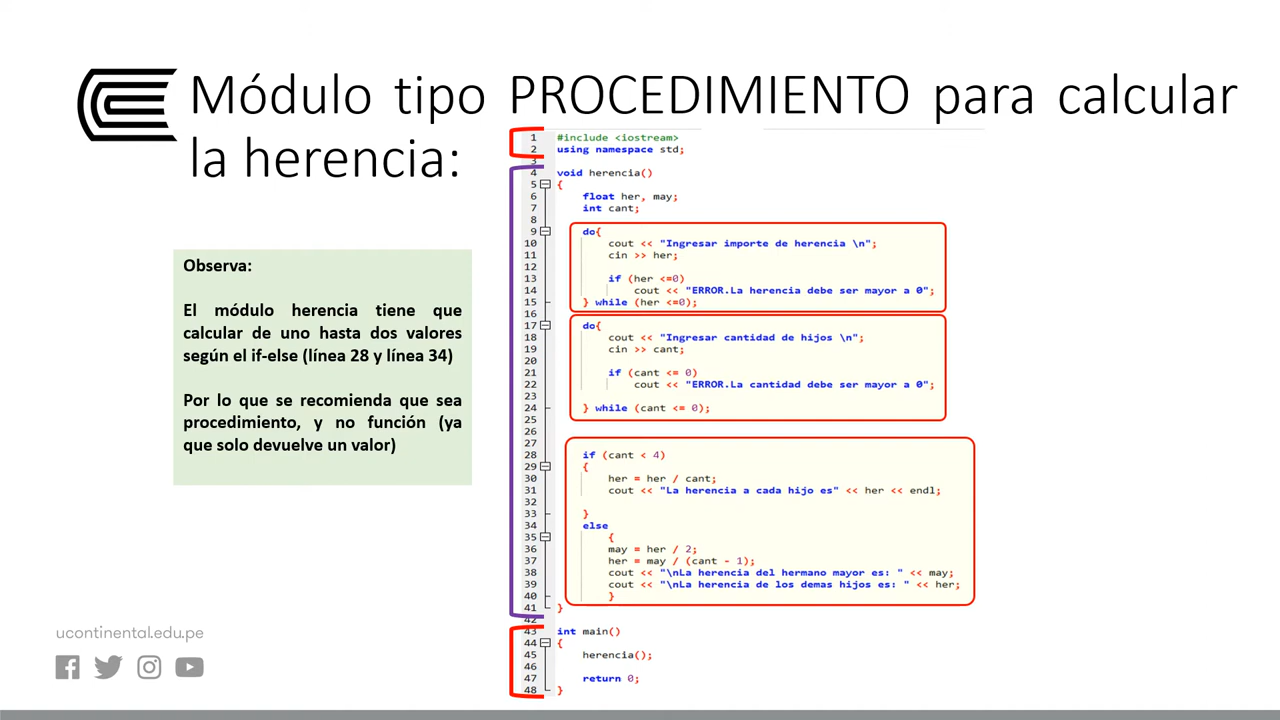 Módulo tipo PROCEDIMIENTO para calcular
la herencia:
Observa:
El módulo herencia tiene que
calcular de uno hasta dos valores
según el if-else (línea 28 y línea 34)
Por lo que se recomienda que sea
procedimiento, y no función (ya
que solo devuelve un valor)
1 #include <iostream>
2 using namespace std;
3
4 void herencia()
5 {
6 float her, may;
7 int cant;
8
9 do{
10 cout << "Ingresar importe de herencia \n";
11 cin >> her;
12
13 if (her <=0)
14 cout << "ERROR.La herencia debe ser mayor a 0";
15 } while (her <=0);
16
17 do{
18 cout << "Ingresar cantidad de hijos \n";
19 cin >> cant;
20
21 if (cant <= 0)
22 cout << "ERROR.La cantidad debe ser mayor a 0";
23
24 } while (cant <= 0);
25
26
27
28 if (cant < 4)
29 {
30 her = her / cant;
31 cout << "La herencia a cada hijo es" << her << endl;
32
33 }
34 else
35 {
36 may = her / 2;
37 her = may / (cant - 1);
38 cout << "\nLa herencia del hermano mayor es: " << may;
39 cout << "\nLa herencia de los demas hijos es: " << her;
40 }
41 }
42
43 int main()
44 {
45 herencia();
46
47 return 0;
48 }
ucontinental.edu.pe